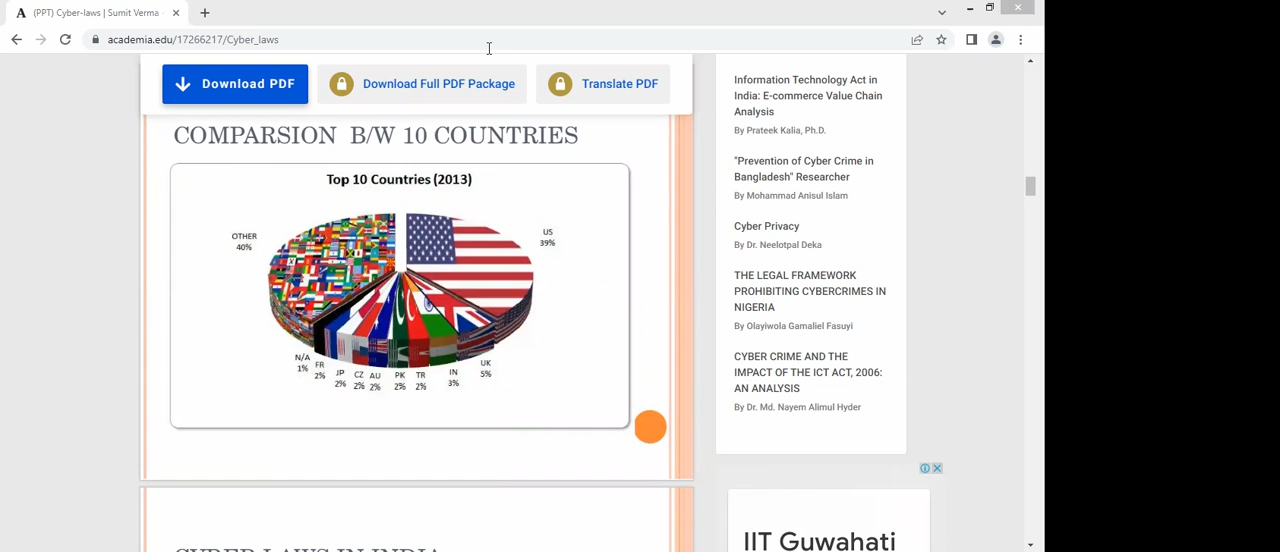 A (PPT) Cyber-laws | Sumit Verma
academia.edu/17266217/Cyber_laws
Download PDF
Download Full PDF Package
Translate PDF
COMPARSION B/W 10 COUNTRIES
Top 10 Countries (2013)
OTHER
40%
US
39%
N/A
1%
FR
2%
JP
2%
CZ
2%
AU
2%
PK
2%
TR
2%
IN
3%
UK
5%
CYBER LAWS IN INDIA
Information Technology Act in
India: E-commerce Value Chain
Analysis
By Prateek Kalia, Ph.D.
"Prevention of Cyber Crime in
Bangladesh" Researcher
By Mohammad Anisul Islam
Cyber Privacy
By Dr. Neelotpal Deka
THE LEGAL FRAMEWORK
PROHIBITING CYBERCRIMES IN
NIGERIA
By Olayiwola Gamaliel Fasuyi
CYBER CRIME AND THE
IMPACT OF THE ICT ACT, 2006:
AN ANALYSIS
By Dr. Md. Nayem Alimul Hyder
IIT Guwahati